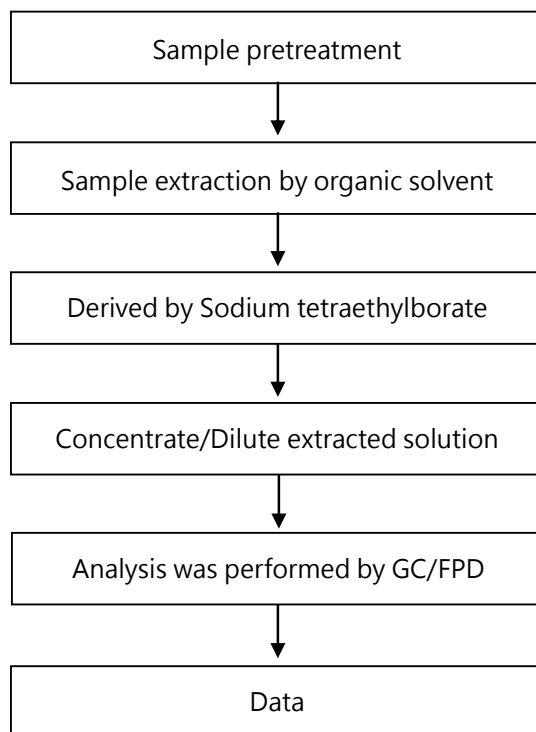 Sample pretreatment
Sample extraction by organic solvent
Derived by Sodium tetraethylborate
Concentrate/Dilute extracted solution
Analysis was performed by GC/FPD
Data